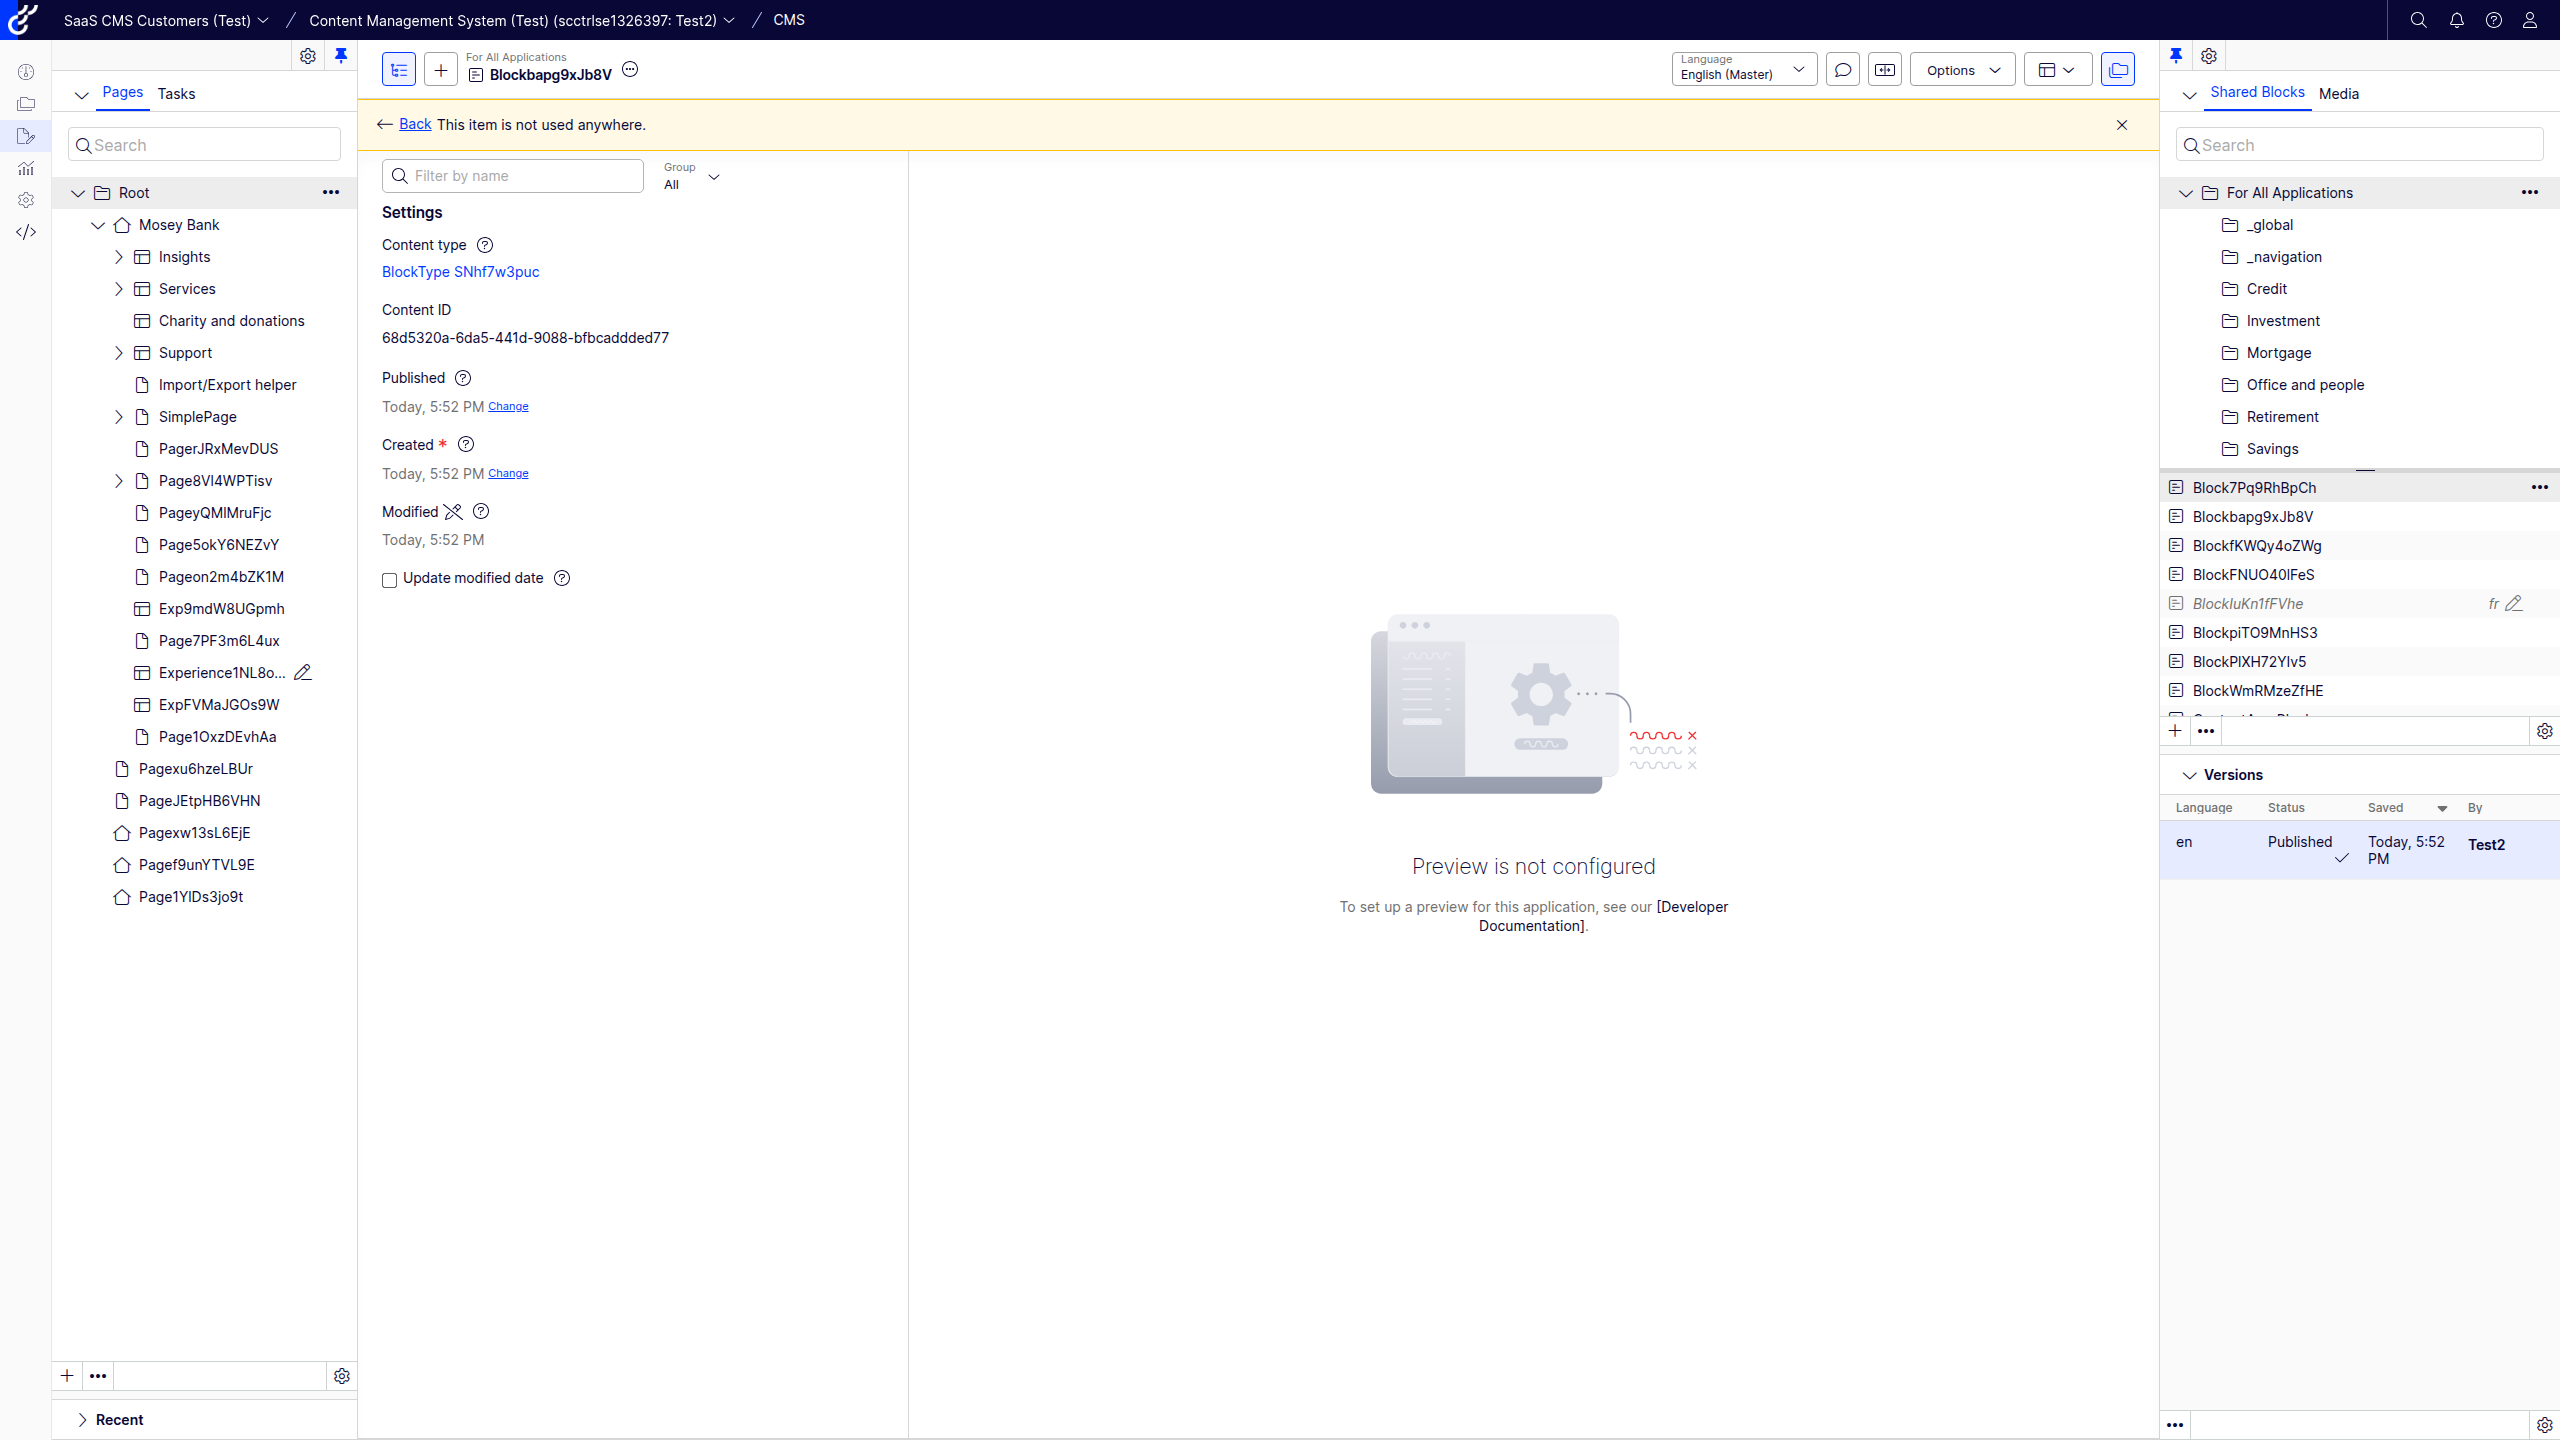 SaaS CMS Customers (Test) / Content Management System (Test) (scctrlse1326397: Test2) / CMS
Pages Tasks
Search
Root
Mosey Bank
Insights
Services
Charity and donations
Support
Import/Export helper
SimplePage
PagerJRxMevDUS
Page8Vl4WPTisv
PageyQMlMruFjc
Page5okY6NEZvY
Pageon2m4bZK1M
Exp9mdW8UGpmh
Page7PF3m6L4ux
Experience1NL8o...
ExpFVMaJGOs9W
Page1OxzDEvhAa
Pagexu6hzeLBUr
PageJEtpHB6VHN
Pagexw13sL6EjE
Pagef9unYTVL9E
Page1YlDs3jo9t
Recent
For All Applications
Blockbapg9xJb8V
Language
English (Master)
Options
Back This item is not used anywhere.
Filter by name
Group
All
Settings
Content type
BlockType SNhf7w3puc
Content ID
68d5320a-6da5-441d-9088-bfbcaddded77
Published
Today, 5:52 PM Change
Created *
Today, 5:52 PM Change
Modified
Today, 5:52 PM
Update modified date
Preview is not configured
To set up a preview for this application, see our [Developer
Documentation].
Shared Blocks Media
Search
For All Applications
_global
_navigation
Credit
Investment
Mortgage
Office and people
Retirement
Savings
Block7Pq9RhBpCh
Blockbapg9xJb8V
BlockfKWQy4oZWg
BlockFNUO40lFeS
BlockluKn1fFVhe fr
BlockpiTO9MnHS3
BlockPlXH72Ylv5
BlockWmRMzeZfHE
Versions
Language Status Saved By
en Published Today, 5:52 Test2
PM